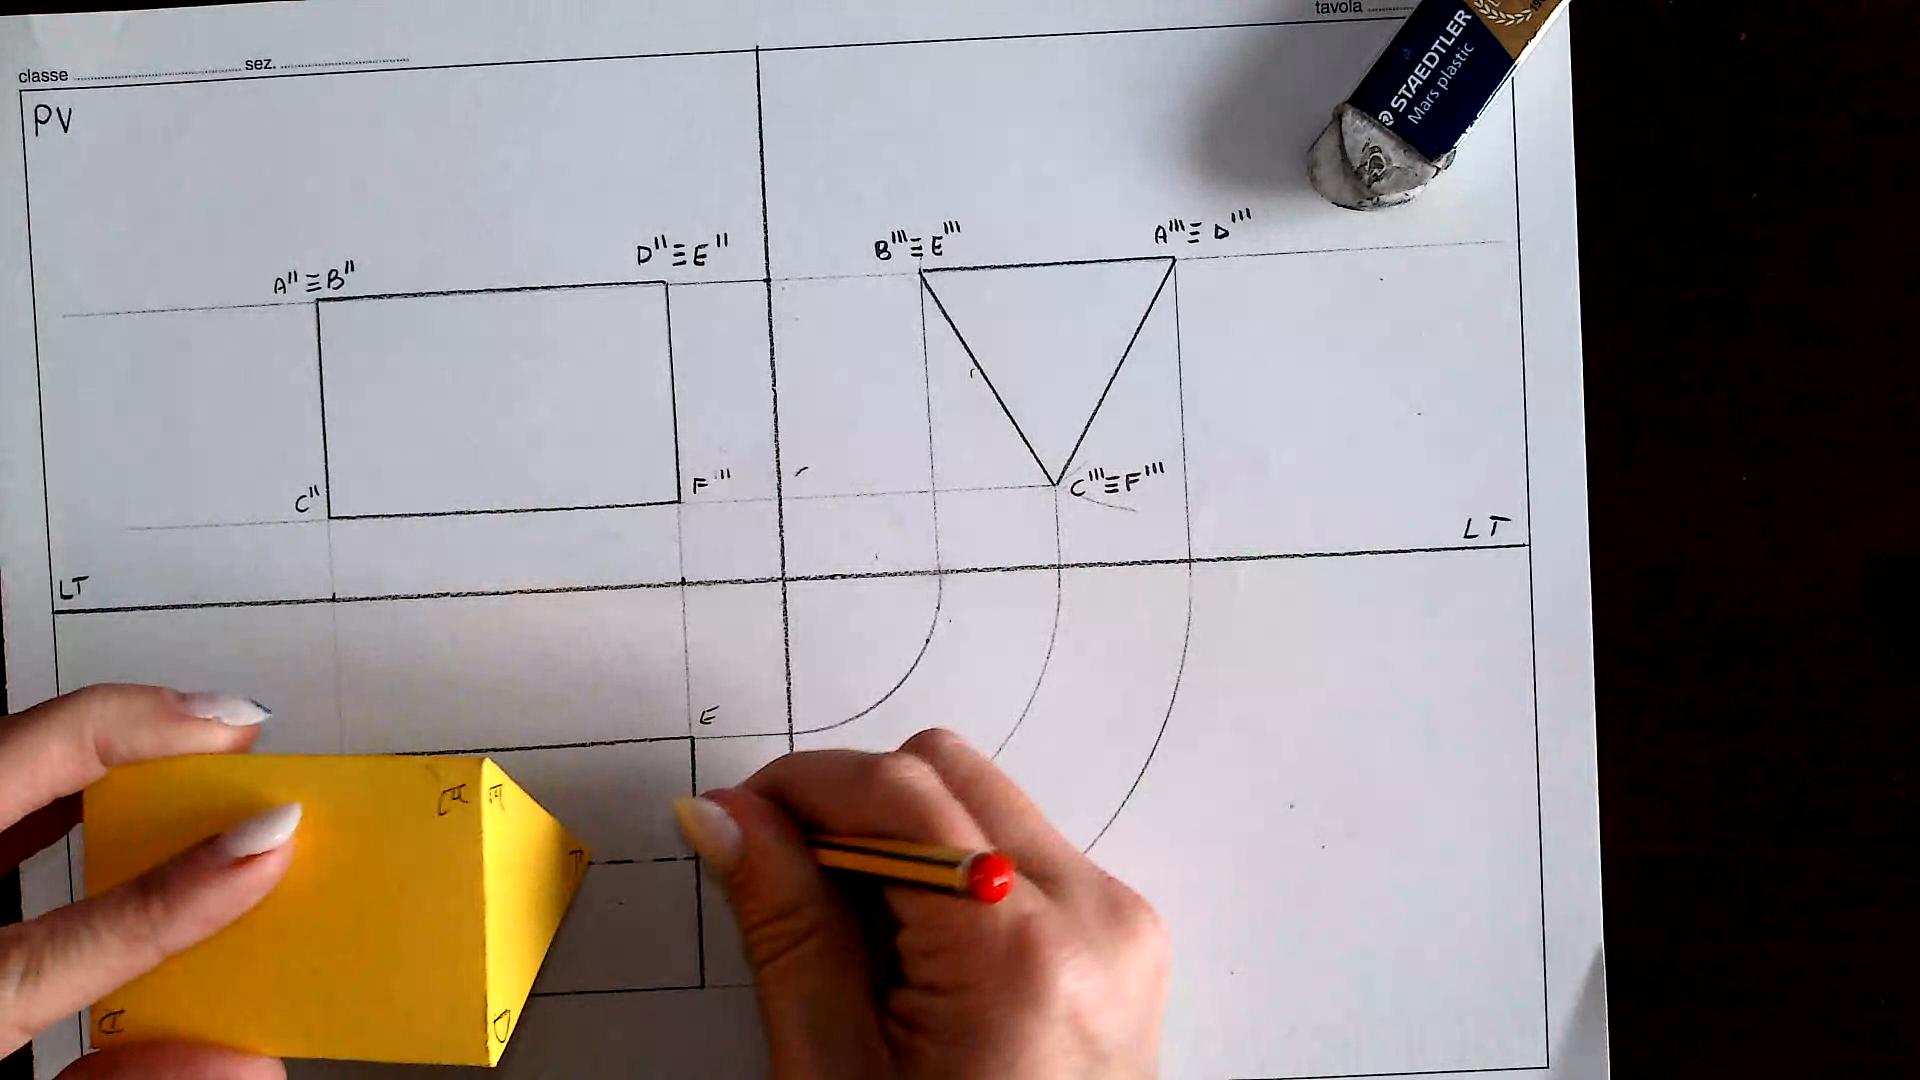 tavola
classe sez.
PV
STAEDTLER
Mars plastic
A'''≡D'''
B'''≡E'''
D''≡E''
A''≡B''
C''
F'''
C'''≡F'''
LT
LT
E